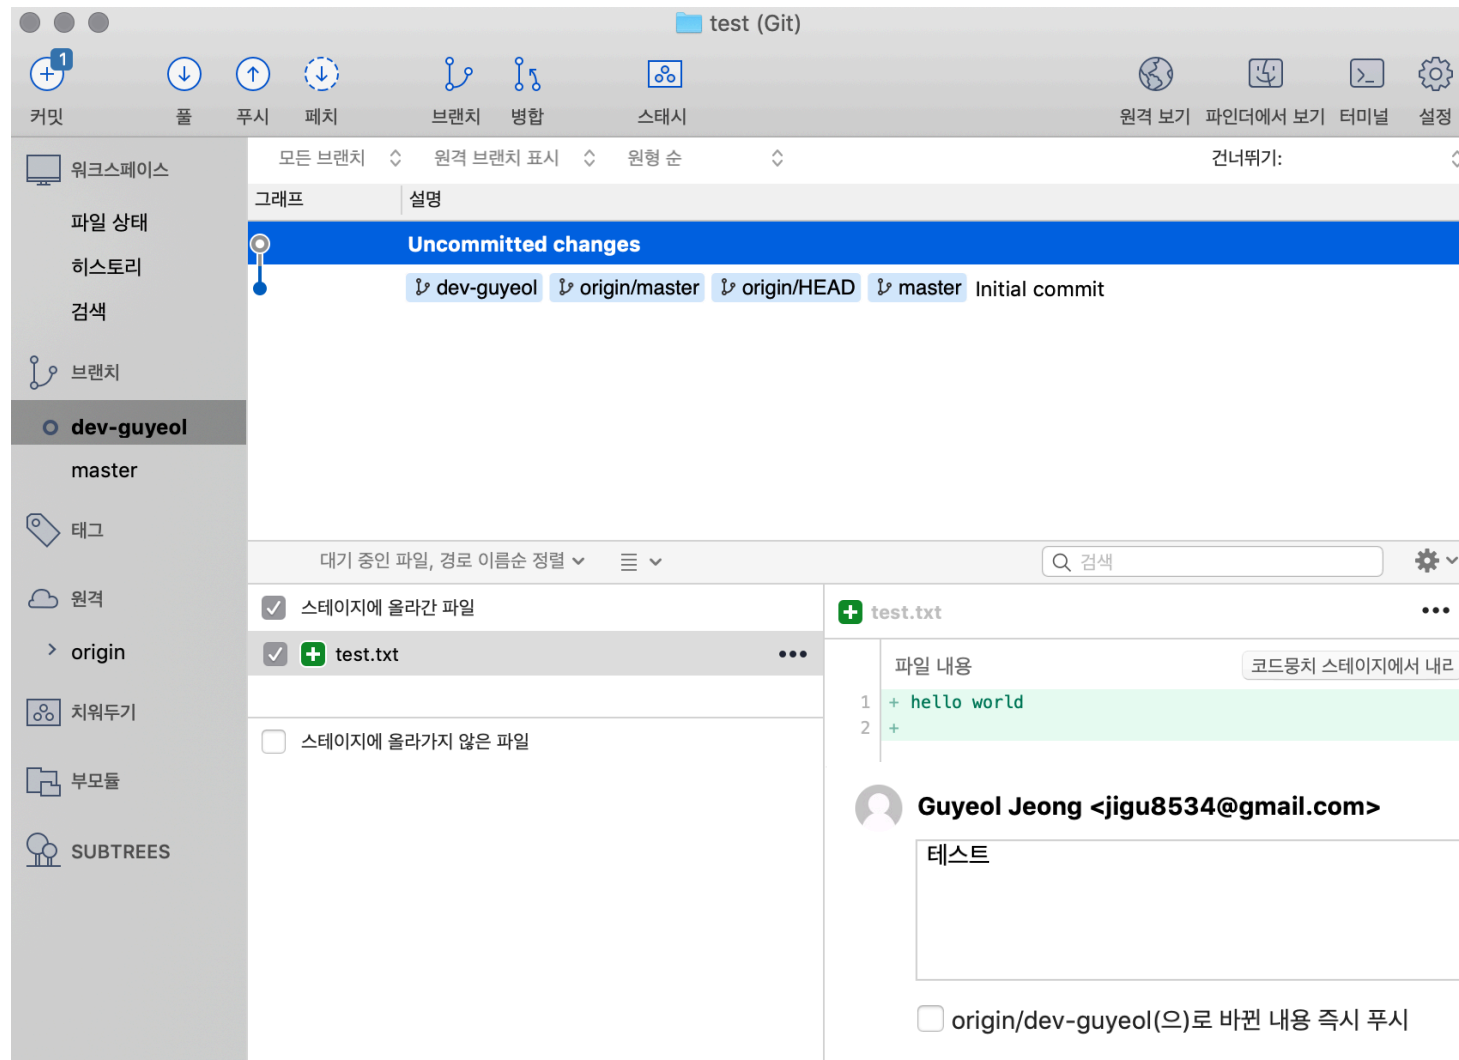 test (Git)
1
커밋 풀 푸시 페치 브랜치 병합 스태시 원격 보기 파인더에서 보기 터미널 설정
워크스페이스
파일 상태
히스토리
검색
브랜치
dev-guyeol
master
태그
원격
origin
치워두기
부모듈
SUBTREES
모든 브랜치 원격 브랜치 표시 원형 순 건너뛰기:
그래프 설명
Uncommitted changes
dev-guyeol origin/master origin/HEAD master Initial commit
대기 중인 파일, 경로 이름순 정렬 검색
스테이지에 올라간 파일
test.txt
스테이지에 올라가지 않은 파일
test.txt
파일 내용 코드뭉치 스테이지에서 내리
1 + hello world
2 +
Guyeol Jeong <jigu8534@gmail.com>
테스트
origin/dev-guyeol(으)로 바뀐 내용 즉시 푸시